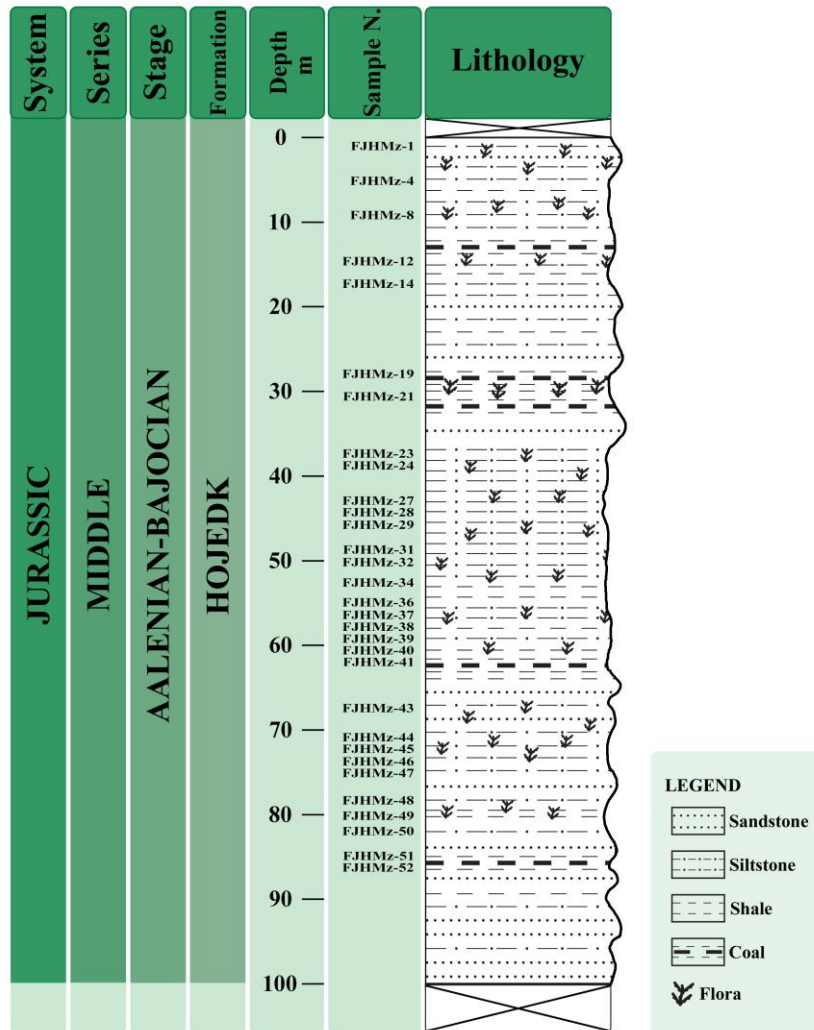 System
Series
Stage
Formation
Depth
m
Sample N.
Lithology
JURASSIC
MIDDLE
AALENIAN-BAJOCIAN
HOJEDK
0
10
20
30
40
50
60
70
80
90
100
FJHMz-1
FJHMz-4
FJHMz-8
FJHMz-12
FJHMz-14
FJHMz-19
FJHMz-21
FJHMz-23
FJHMz-24
FJHMz-27
FJHMz-28
FJHMz-29
FJHMz-31
FJHMz-32
FJHMz-34
FJHMz-36
FJHMz-37
FJHMz-38
FJHMz-39
FJHMz-40
FJHMz-41
FJHMz-43
FJHMz-44
FJHMz-45
FJHMz-46
FJHMz-47
FJHMz-48
FJHMz-49
FJHMz-50
FJHMz-51
FJHMz-52
LEGEND
Sandstone
Siltstone
Shale
Coal
Flora